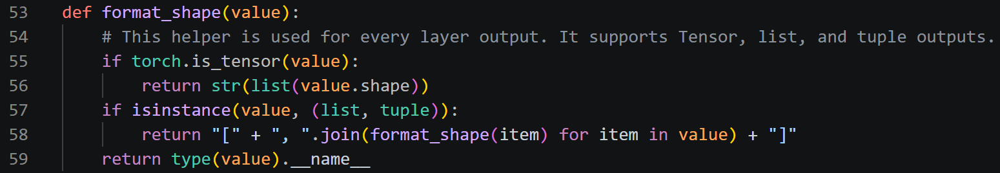 53 def format_shape(value):
54     # This helper is used for every layer output. It supports Tensor, list, and tuple outputs.
55     if torch.is_tensor(value):
56         return str(list(value.shape))
57     if isinstance(value, (list, tuple)):
58         return "[" + ", ".join(format_shape(item) for item in value) + "]"
59     return type(value).__name__